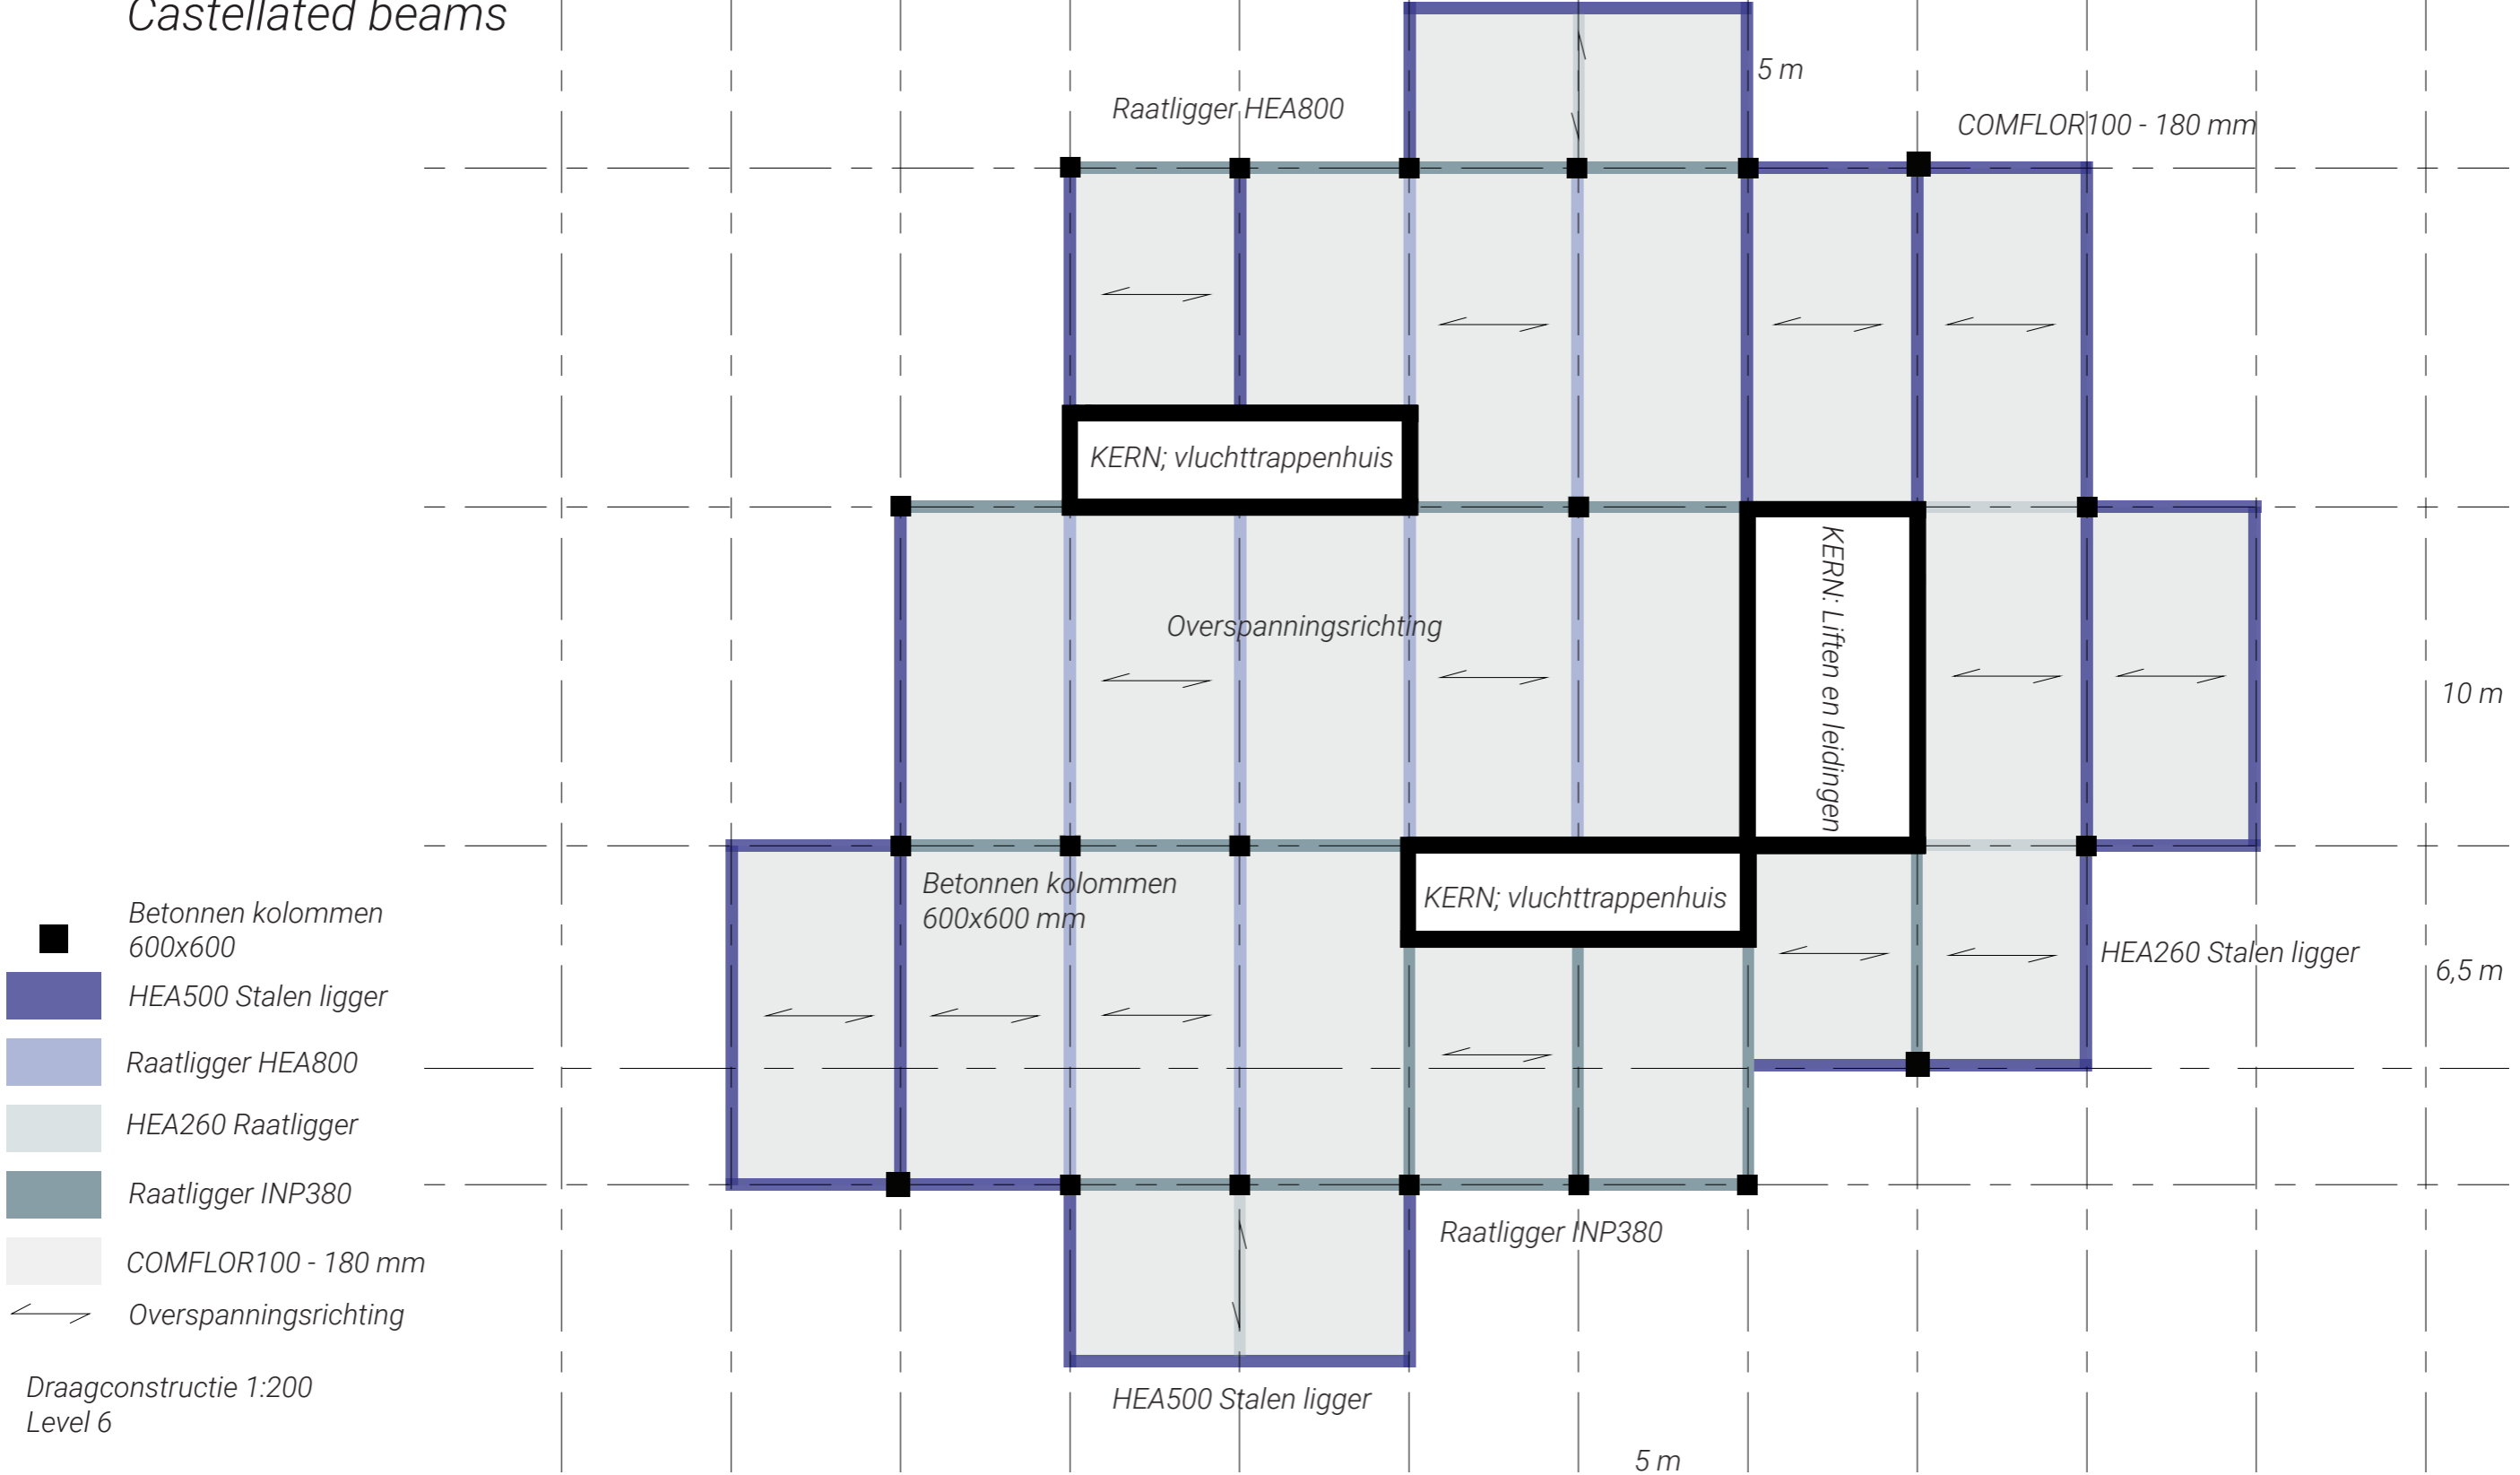 Castellated beams
5 m
Raatligger HEA800
COMFLOR100 - 180 mm
KERN; vluchttrappenhuis
KERN: Liften en leidingen
Overspanningsrichting
10 m
Betonnen kolommen
600x600 mm
KERN; vluchttrappenhuis
HEA260 Stalen ligger
6,5 m
Betonnen kolommen
600x600
HEA500 Stalen ligger
Raatligger HEA800
HEA260 Raatligger
Raatligger INP380
COMFLOR100 - 180 mm
Overspanningsrichting
Raatligger INP380
Draagconstructie 1:200
Level 6
HEA500 Stalen ligger
5 m